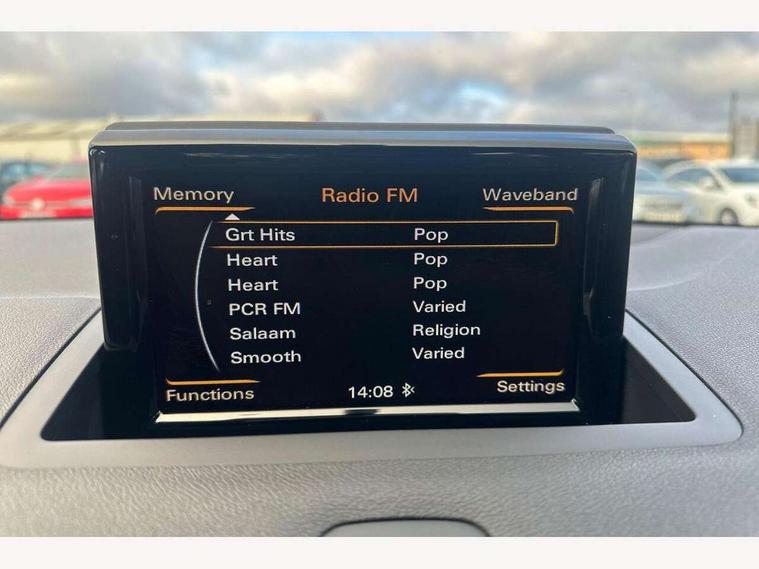 Memory Radio FM Waveband
Grt Hits Pop
Heart Pop
Heart Pop
PCR FM Varied
Salaam Religion
Smooth Varied
Functions 14:08 Settings